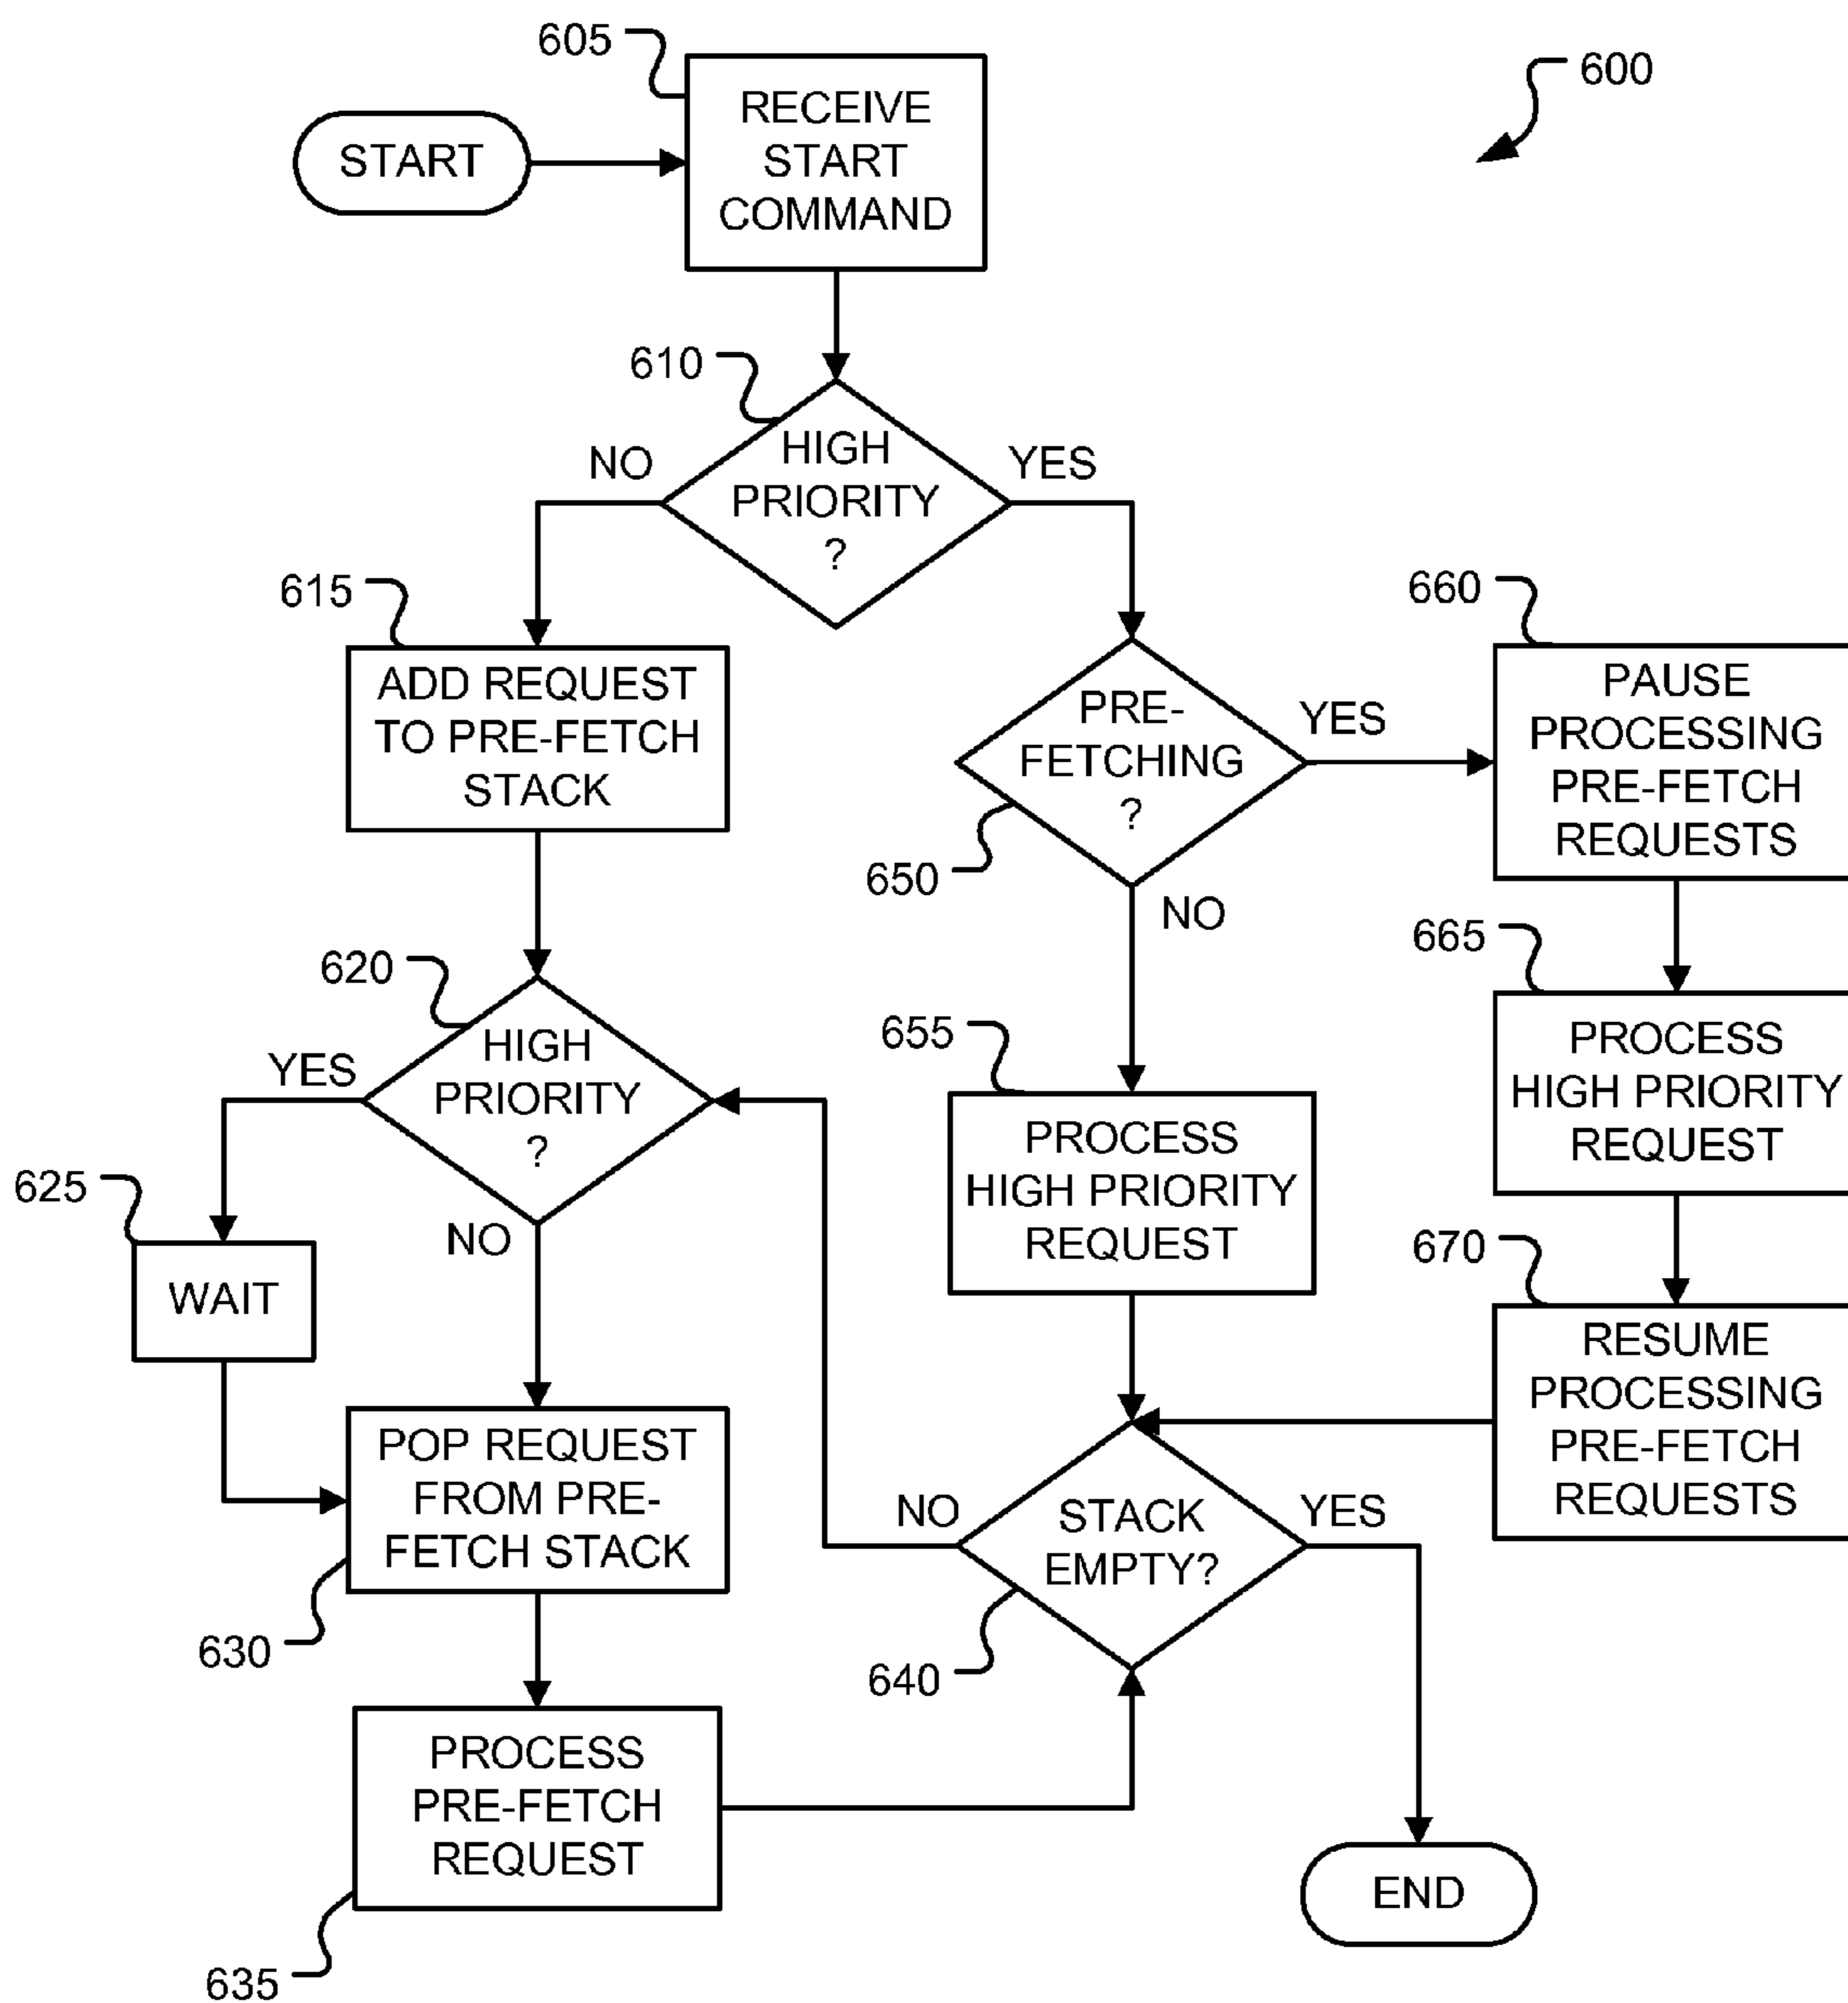 605
RECEIVE
START
COMMAND
600
START
610
HIGH
PRIORITY
?
NO
YES
615
ADD REQUEST
TO PRE-FETCH
STACK
650
PRE-
FETCHING
?
YES
NO
660
PAUSE
PROCESSING
PRE-FETCH
REQUESTS
620
HIGH
PRIORITY
?
YES
NO
655
PROCESS
HIGH PRIORITY
REQUEST
665
PROCESS
HIGH PRIORITY
REQUEST
625
WAIT
670
RESUME
PROCESSING
PRE-FETCH
REQUESTS
630
POP REQUEST
FROM PRE-
FETCH STACK
640
STACK
EMPTY?
NO
YES
635
PROCESS
PRE-FETCH
REQUEST
END